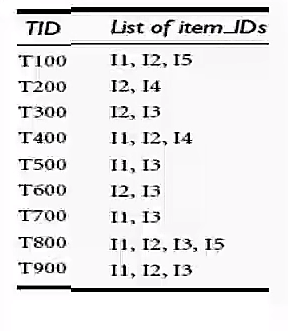 TID List of item_IDs
T100 I1, I2, I5
T200 I2, I4
T300 I2, I3
T400 I1, I2, I4
T500 I1, I3
T600 I2, I3
T700 I1, I3
T800 I1, I2, I3, I5
T900 I1, I2, I3